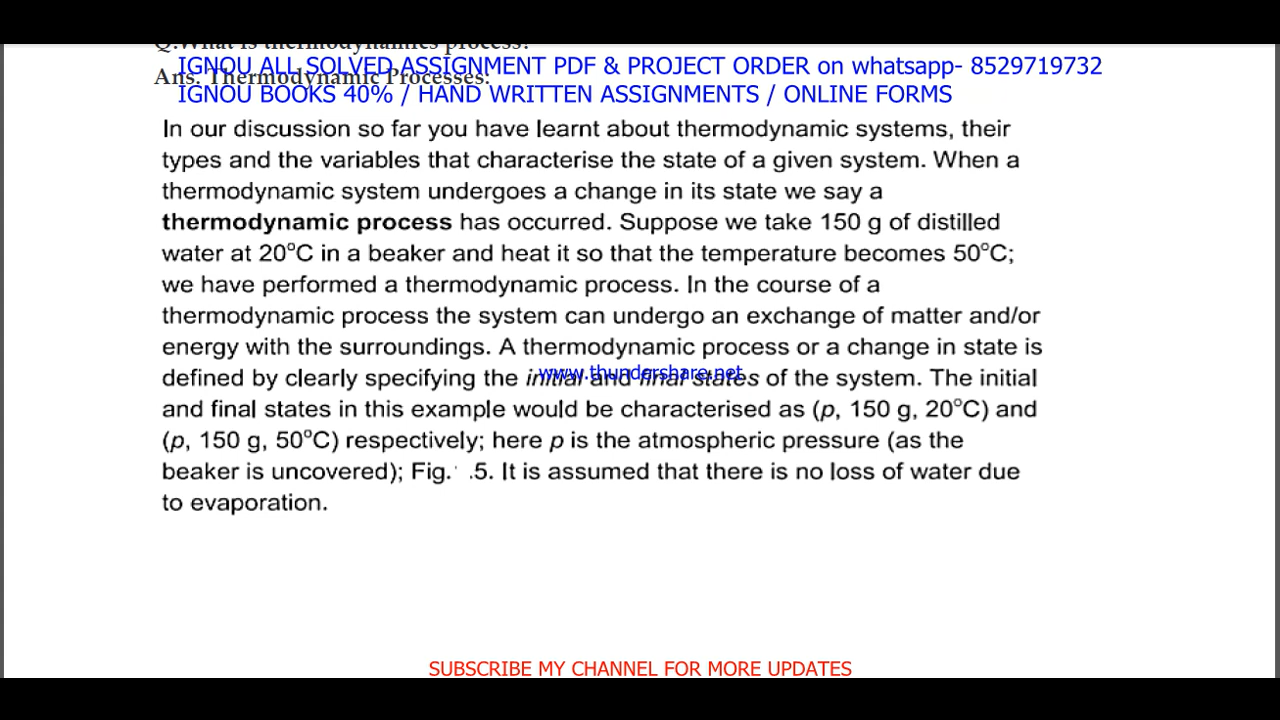 Q.What is thermodynamics process?
IGNOU ALL SOLVED ASSIGNMENT PDF & PROJECT ORDER on whatsapp- 8529719732
Ans. Thermodynamic Processes:
IGNOU BOOKS 40% / HAND WRITTEN ASSIGNMENTS / ONLINE FORMS
In our discussion so far you have learnt about thermodynamic systems, their
types and the variables that characterise the state of a given system. When a
thermodynamic system undergoes a change in its state we say a
thermodynamic process has occurred. Suppose we take 150 g of distilled
water at 20°C in a beaker and heat it so that the temperature becomes 50°C;
we have performed a thermodynamic process. In the course of a
thermodynamic process the system can undergo an exchange of matter and/or
energy with the surroundings. A thermodynamic process or a change in state is
www.thundershare.net
defined by clearly specifying the initial and final states of the system. The initial
and final states in this example would be characterised as (p, 150 g, 20°C) and
(p, 150 g, 50°C) respectively; here p is the atmospheric pressure (as the
beaker is uncovered); Fig. .5. It is assumed that there is no loss of water due
to evaporation.
SUBSCRIBE MY CHANNEL FOR MORE UPDATES